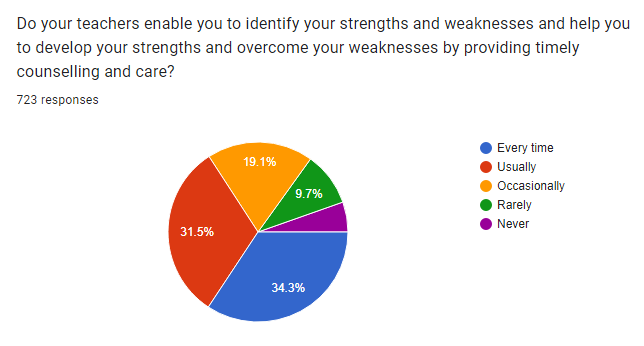 Do your teachers enable you to identify your strengths and weaknesses and help you
to develop your strengths and overcome your weaknesses by providing timely
counselling and care?
723 responses
19.1%
9.7%
31.5%
34.3%
Every time
Usually
Occasionally
Rarely
Never